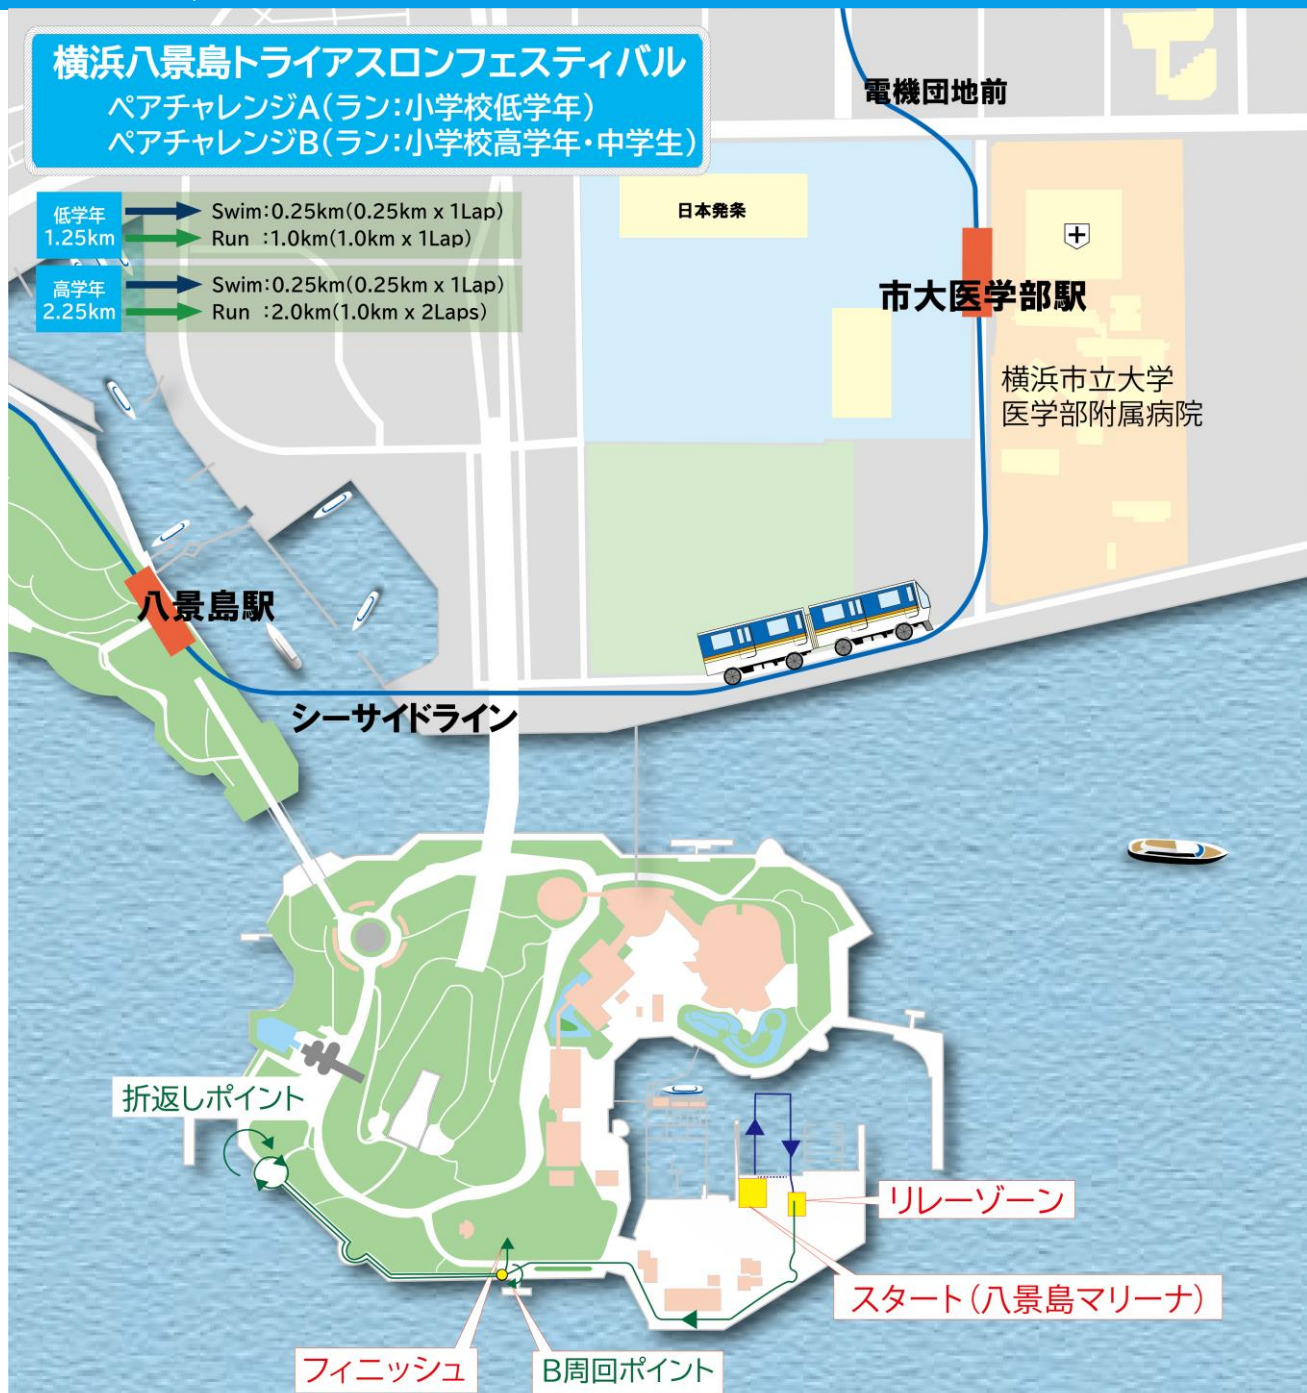 横浜八景島トライアスロンフェスティバル
ペアチャレンジA(ラン:小学校低学年)
ペアチャレンジB(ラン:小学校高学年・中学生)
低学年
1.25km
Swim:0.25km(0.25km x 1Lap)
Run :1.0km(1.0km x 1Lap)
高学年
2.25km
Swim:0.25km(0.25km x 1Lap)
Run :2.0km(1.0km x 2Laps)
電機団地前
日本発条
市大医学部駅
横浜市立大学
医学部附属病院
八景島駅
シーサイドライン
折返しポイント
リレーゾーン
スタート(八景島マリーナ)
フィニッシュ
B周回ポイント